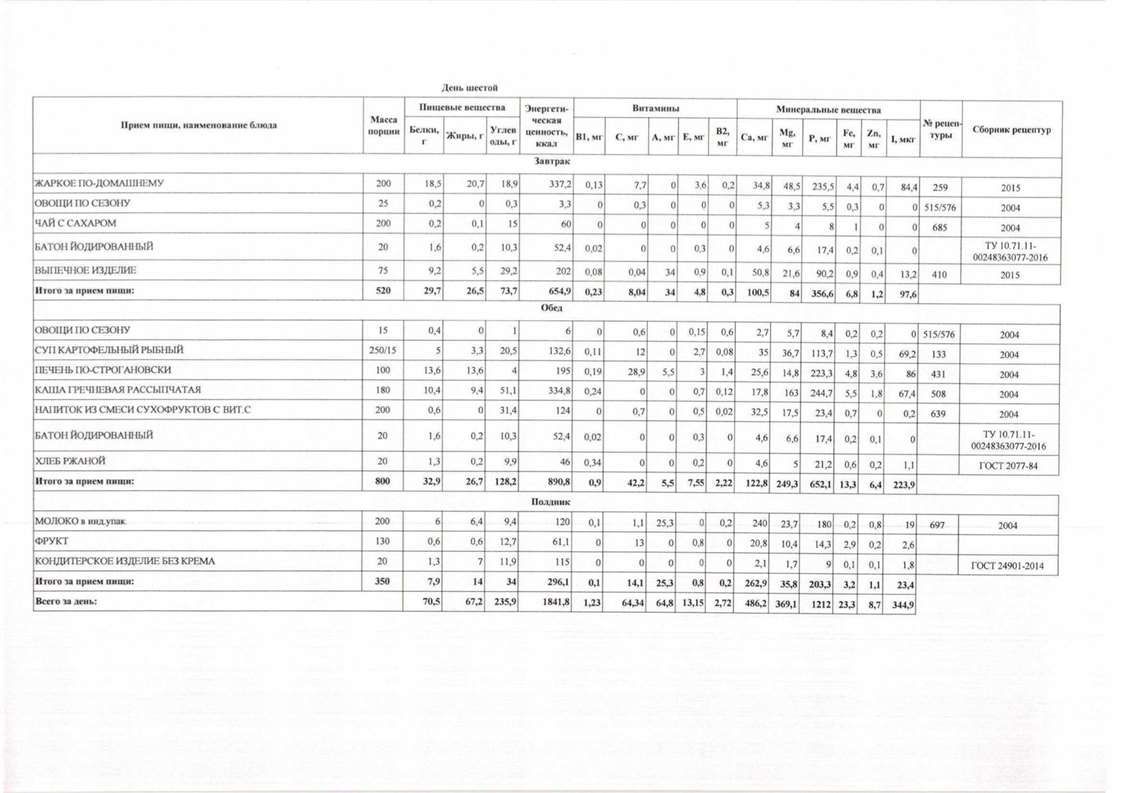 День шестой
Прием пищи, наименование блюда Масса порции Пищевые вещества Энергети-ческая ценность, ккал Витамины Минеральные вещества № рецеп-туры Сборник рецептур
Белки, г Жиры, г Углев оды, г В1, мг С, мг А, мг Е, мг В2, мг Ca, мг Mg, мг P, мг Fe, мг Zn, мг I, мкг
Завтрак
ЖАРКОЕ ПО-ДОМАШНЕМУ 200 18,5 20,7 18,9 337,2 0,13 7,7 0 3,6 0,2 34,8 48,5 235,5 4,4 0,7 84,4 259 2015
ОВОЩИ ПО СЕЗОНУ 25 0,2 0 0,3 3,3 0 0,3 0 0 0 5,3 3,3 5,5 0,3 0 0 515/576 2004
ЧАЙ С САХАРОМ 200 0,2 0,1 15 60 0 0 0 0 0 5 4 8 1 0 0 685 2004
БАТОН ЙОДИРОВАННЫЙ 20 1,6 0,2 10,3 52,4 0,02 0 0 0,3 0 4,6 6,6 17,4 0,2 0,1 0 ТУ 10.71.11-00248363077-2016
ВЫПЕЧНОЕ ИЗДЕЛИЕ 75 9,2 5,5 29,2 202 0,08 0,04 34 0,9 0,1 50,8 21,6 90,2 0,9 0,4 13,2 410 2015
Итого за прием пищи: 520 29,7 26,5 73,7 654,9 0,23 8,04 34 4,8 0,3 100,5 84 356,6 6,8 1,2 97,6
Обед
ОВОЩИ ПО СЕЗОНУ 15 0,4 0 1 6 0 0,6 0 0,15 0,6 2,7 5,7 8,4 0,2 0,2 0 515/576 2004
СУП КАРТОФЕЛЬНЫЙ РЫБНЫЙ 250/15 5 3,3 20,5 132,6 0,11 12 0 2,7 0,08 35 36,7 113,7 1,3 0,5 69,2 133 2004
ПЕЧЕНЬ ПО-СТРОГАНОВСКИ 100 13,6 13,6 4 195 0,19 28,9 5,5 3 1,4 25,6 14,8 223,3 4,8 3,6 86 431 2004
КАША ГРЕЧНЕВАЯ РАССЫПЧАТАЯ 180 10,4 9,4 51,1 334,8 0,24 0 0 0,7 0,12 17,8 163 244,7 5,5 1,8 67,4 508 2004
НАПИТОК ИЗ СМЕСИ СУХОФРУКТОВ С ВИТ.С 200 0,6 0 31,4 124 0 0,7 0 0,5 0,02 32,5 17,5 23,4 0,7 0 0,2 639 2004
БАТОН ЙОДИРОВАННЫЙ 20 1,6 0,2 10,3 52,4 0,02 0 0 0,3 0 4,6 6,6 17,4 0,2 0,1 0 ТУ 10.71.11-00248363077-2016
ХЛЕБ РЖАНОЙ 20 1,3 0,2 9,9 46 0,34 0 0 0,2 0 4,6 5 21,2 0,6 0,2 1,1 ГОСТ 2077-84
Итого за прием пищи: 800 32,9 26,7 128,2 890,8 0,9 42,2 5,5 7,55 2,22 122,8 249,3 652,1 13,3 6,4 223,9
Полдник
МОЛОКО в инд.упак. 200 6 6,4 9,4 120 0,1 1,1 25,3 0 0,2 240 23,7 180 0,2 0,8 19 697 2004
ФРУКТ 130 0,6 0,6 12,7 61,1 0 13 0 0,8 0 20,8 10,4 14,3 2,9 0,2 2,6
КОНДИТЕРСКОЕ ИЗДЕЛИЕ БЕЗ КРЕМА 20 1,3 7 11,9 115 0 0 0 0 0 2,1 1,7 9 0,1 0,1 1,8 ГОСТ 24901-2014
Итого за прием пищи: 350 7,9 14 34 296,1 0,1 14,1 25,3 0,8 0,2 262,9 35,8 203,3 3,2 1,1 23,4
Всего за день: 70,5 67,2 235,9 1841,8 1,23 64,34 64,8 13,15 2,72 486,2 369,1 1212 23,3 8,7 344,9